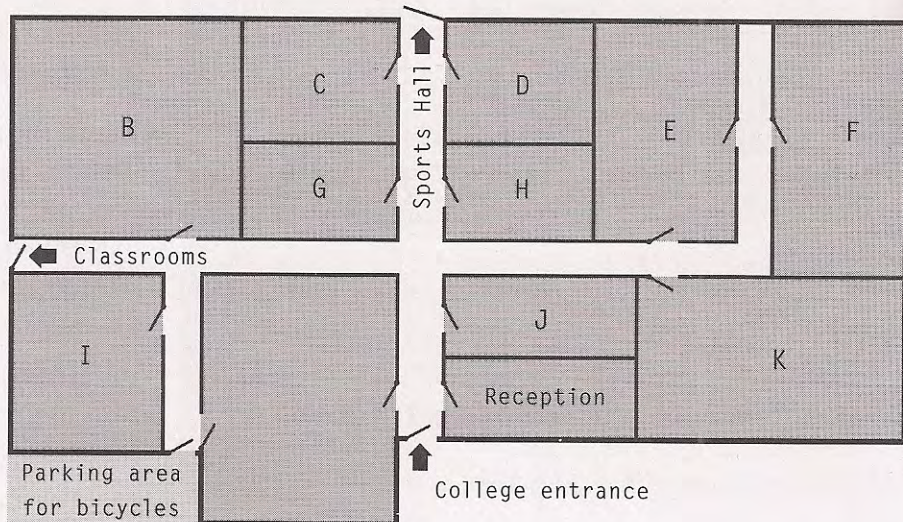 B
C
D
E
F
G
H
Sports Hall
Classrooms
I
J
K
Reception
Parking area
for bicycles
College entrance